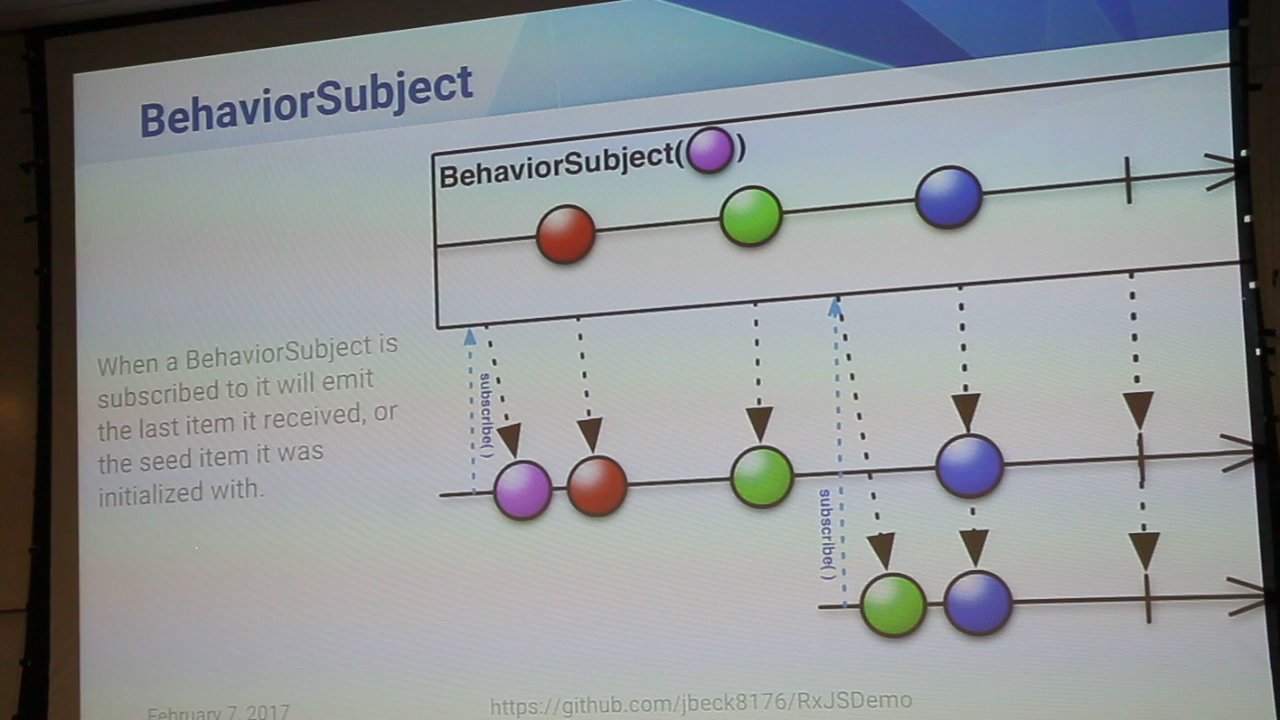 BehaviorSubject
BehaviorSubject( )
When a BehaviorSubject is
subscribed to it will emit
the last item it received, or
the seed item it was
initialized with.
subscribe( )
subscribe( )
February 7, 2017
https://github.com/jbeck8176/RxJSDemo